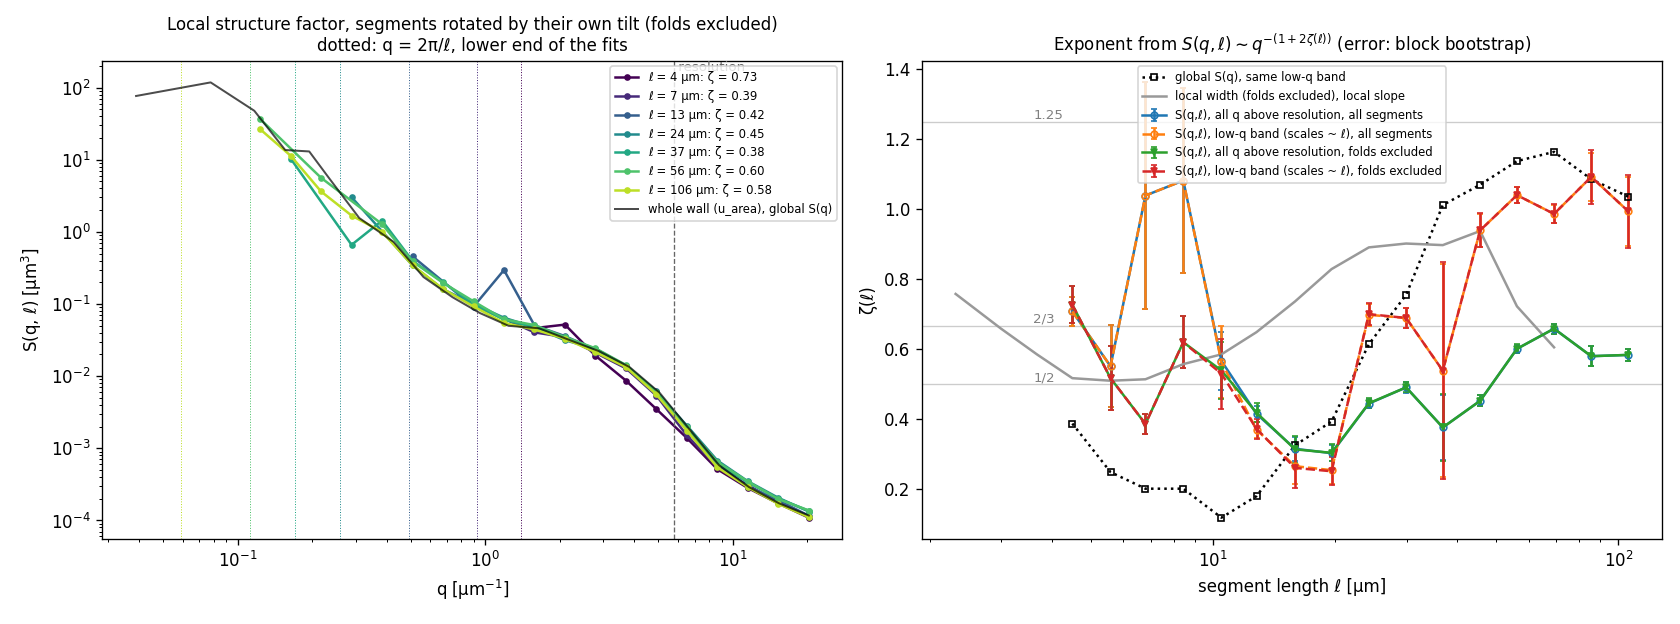 Local structure factor, segments rotated by their own tilt (folds excluded)
dotted: q = 2π/ℓ, lower end of the fits
resolution
ℓ = 4 μm: ζ = 0.73
ℓ = 7 μm: ζ = 0.39
ℓ = 13 μm: ζ = 0.42
ℓ = 24 μm: ζ = 0.45
ℓ = 37 μm: ζ = 0.38
ℓ = 56 μm: ζ = 0.60
ℓ = 106 μm: ζ = 0.58
whole wall (u_area), global S(q)
S(q, ℓ) [μm³]
10²
10¹
10⁰
10⁻¹
10⁻²
10⁻³
10⁻⁴
10⁻¹ 10⁰ 10¹
q [μm⁻¹]
Exponent from S(q, ℓ) ~ q^−(1 + 2ζ(ℓ)) (error: block bootstrap)
global S(q), same low-q band
local width (folds excluded), local slope
S(q,ℓ), all q above resolution, all segments
S(q,ℓ), low-q band (scales ~ ℓ), all segments
S(q,ℓ), all q above resolution, folds excluded
S(q,ℓ), low-q band (scales ~ ℓ), folds excluded
1.25
2/3
1/2
ζ(ℓ)
1.4
1.2
1.0
0.8
0.6
0.4
0.2
10¹ 10²
segment length ℓ [μm]